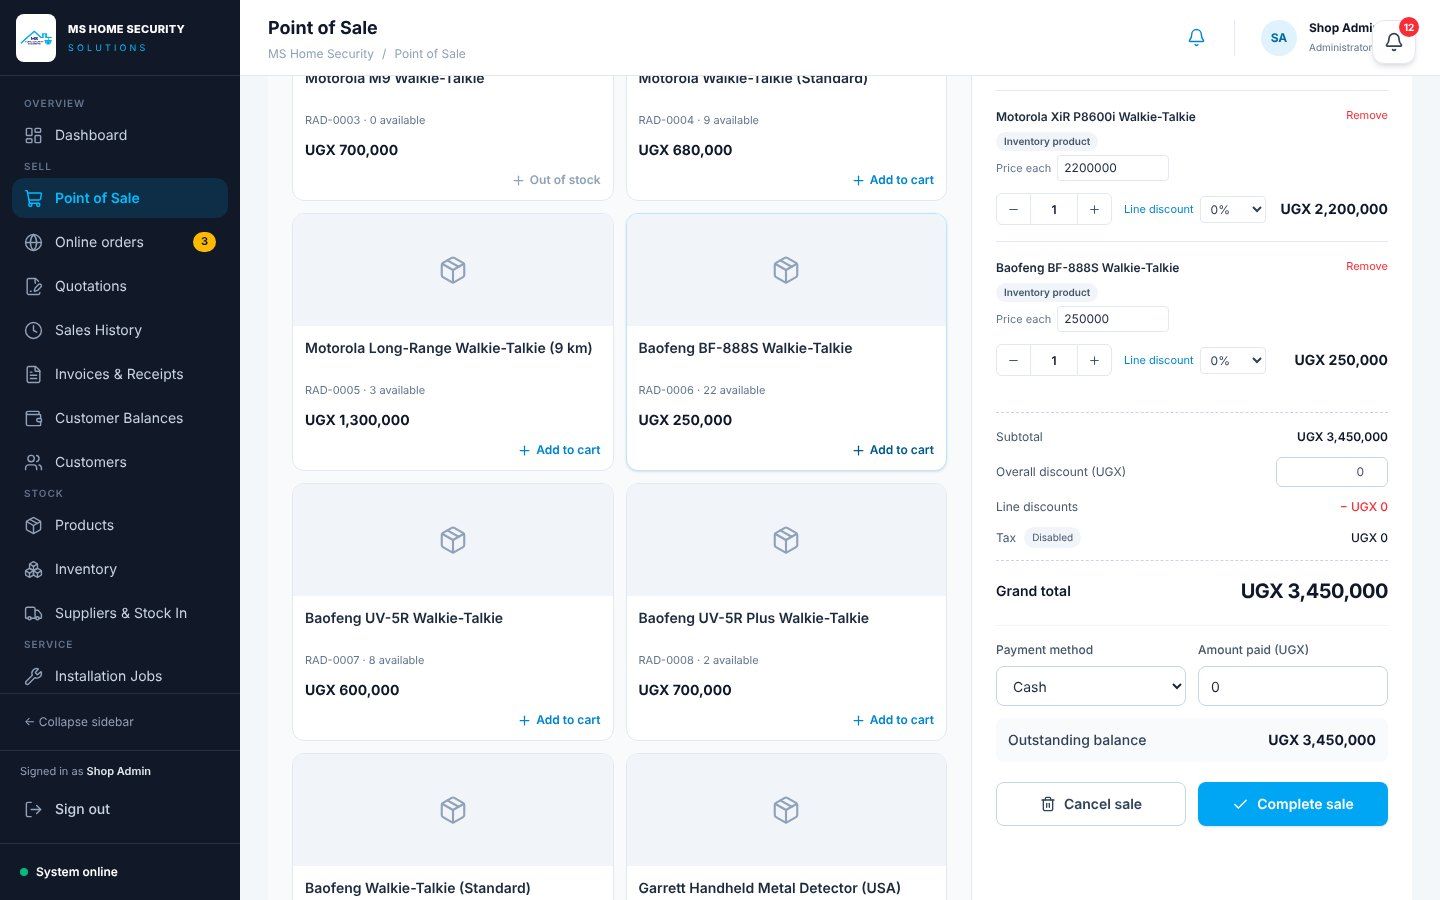 MS HOME SECURITY
SOLUTIONS
OVERVIEW
Dashboard
SELL
Point of Sale
Online orders 3
Quotations
Sales History
Invoices & Receipts
Customer Balances
Customers
STOCK
Products
Inventory
Suppliers & Stock In
SERVICE
Installation Jobs
← Collapse sidebar
Signed in as Shop Admin
Sign out
System online
Point of Sale
MS Home Security / Point of Sale
SA
Shop Admi
Administrator
12
Motorola M9 Walkie-Talkie
RAD-0003 · 0 available
UGX 700,000
+ Out of stock
Motorola Walkie-Talkie (Standard)
RAD-0004 · 9 available
UGX 680,000
+ Add to cart
Motorola Long-Range Walkie-Talkie (9 km)
RAD-0005 · 3 available
UGX 1,300,000
+ Add to cart
Baofeng BF-888S Walkie-Talkie
RAD-0006 · 22 available
UGX 250,000
+ Add to cart
Baofeng UV-5R Walkie-Talkie
RAD-0007 · 8 available
UGX 600,000
+ Add to cart
Baofeng UV-5R Plus Walkie-Talkie
RAD-0008 · 2 available
UGX 700,000
+ Add to cart
Baofeng Walkie-Talkie (Standard)
Garrett Handheld Metal Detector (USA)
Motorola XiR P8600i Walkie-Talkie Remove
Inventory product
Price each 2200000
− 1 + Line discount 0% UGX 2,200,000
Baofeng BF-888S Walkie-Talkie Remove
Inventory product
Price each 250000
− 1 + Line discount 0% UGX 250,000
Subtotal UGX 3,450,000
Overall discount (UGX) 0
Line discounts − UGX 0
Tax Disabled UGX 0
Grand total UGX 3,450,000
Payment method Amount paid (UGX)
Cash 0
Outstanding balance UGX 3,450,000
Cancel sale Complete sale